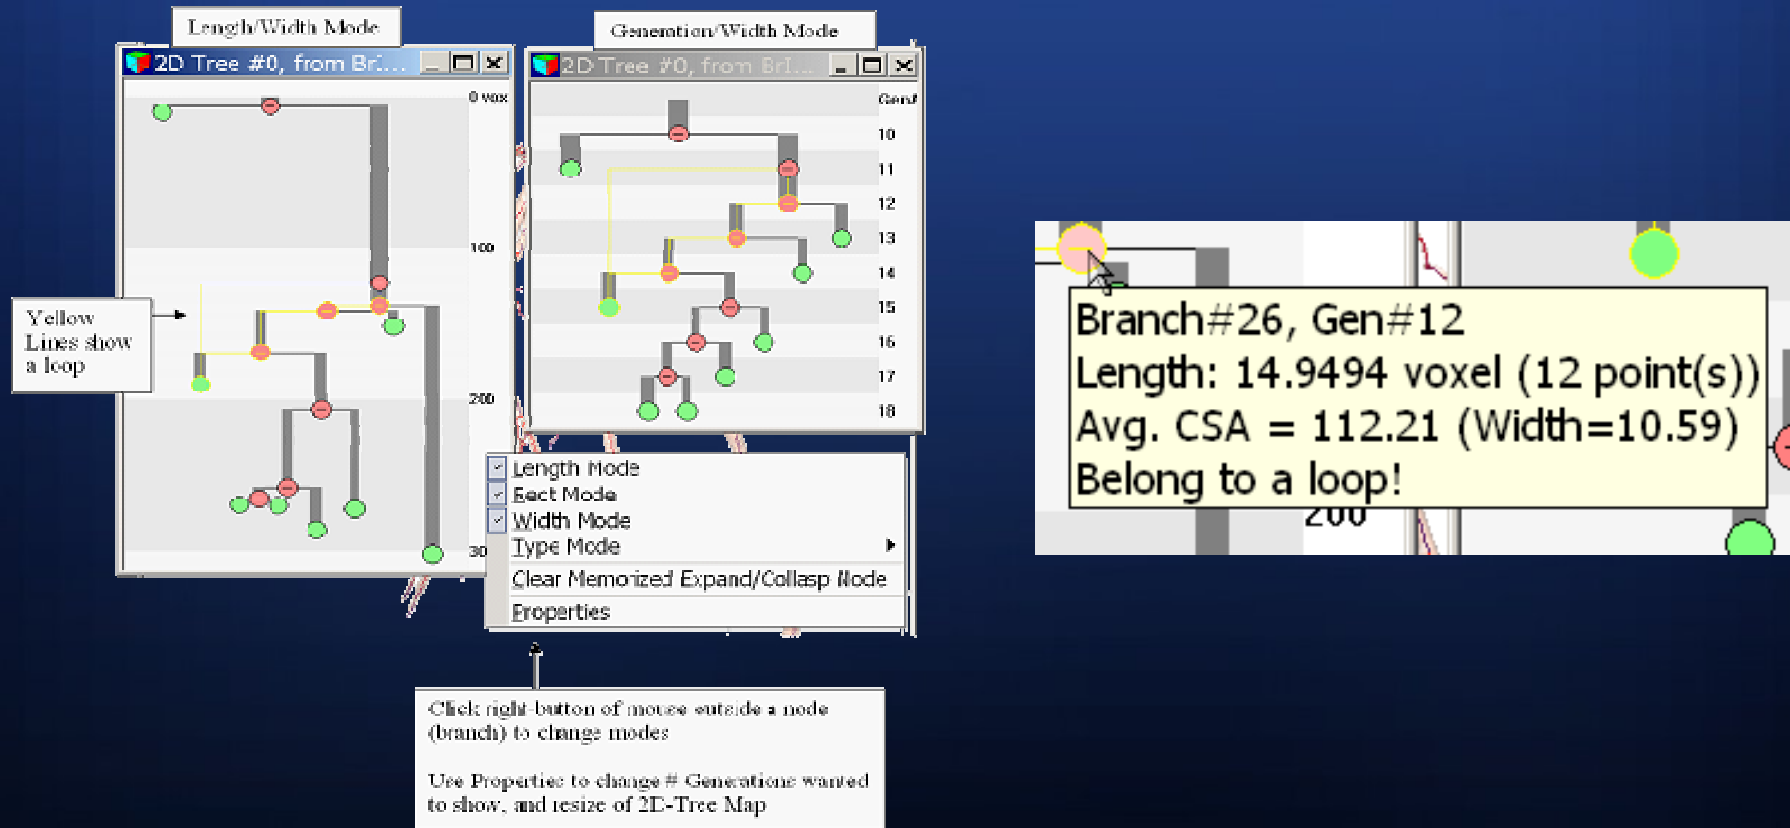 Length/Width Mode
Generation/Width Mode
2D Tree #0, from BrI...
2D Tree #0, from BrI...
0 vox
100
200
30
10
11
12
13
14
15
16
17
18
Yellow
Lines show
a loop
Length Mode
Rect Mode
Width Mode
Type Mode
Clear Memorized Expand/Collasp Node
Properties
Click right-button of mouse outside a node
(branch) to change modes
Use Properties to change # Generations wanted
to show, and resize of 2D-Tree Map
Branch#26, Gen#12
Length: 14.9494 voxel (12 point(s))
Avg. CSA = 112.21 (Width=10.59)
Belong to a loop!
200